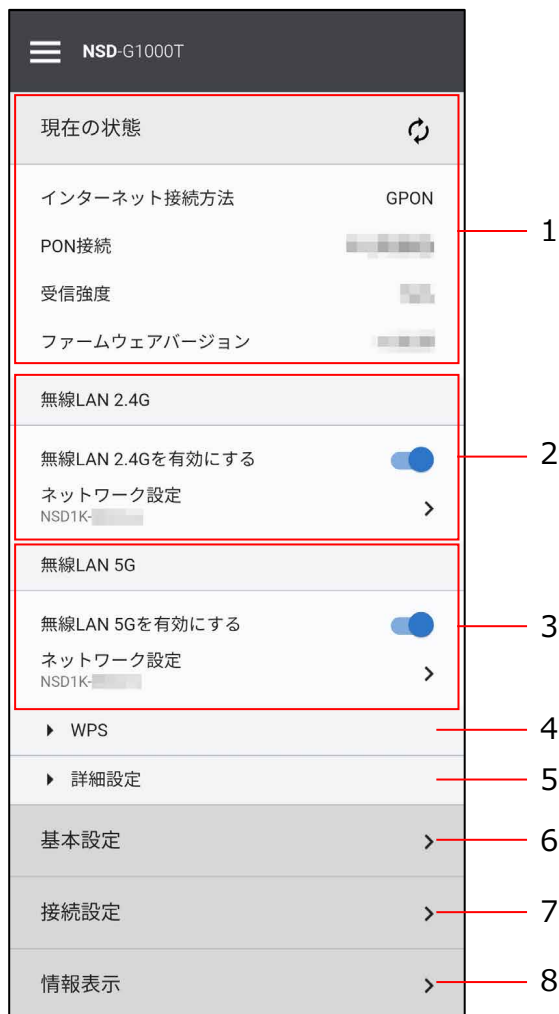 NSD-G1000T
現在の状態
インターネット接続方法 GPON
1
PON接続
受信強度
ファームウェアバージョン
無線LAN 2.4G
無線LAN 2.4Gを有効にする
2
ネットワーク設定
NSD1K-
無線LAN 5G
無線LAN 5Gを有効にする
3
ネットワーク設定
NSD1K-
WPS
4
詳細設定
5
基本設定
6
接続設定
7
情報表示
8